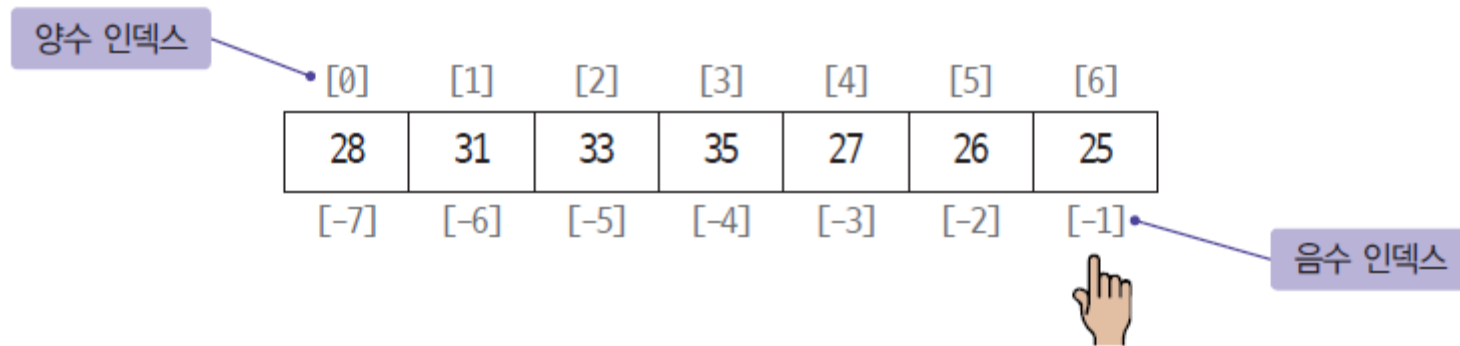 양수 인덱스
[0] [1] [2] [3] [4] [5] [6]
28 31 33 35 27 26 25
[-7] [-6] [-5] [-4] [-3] [-2] [-1]
음수 인덱스